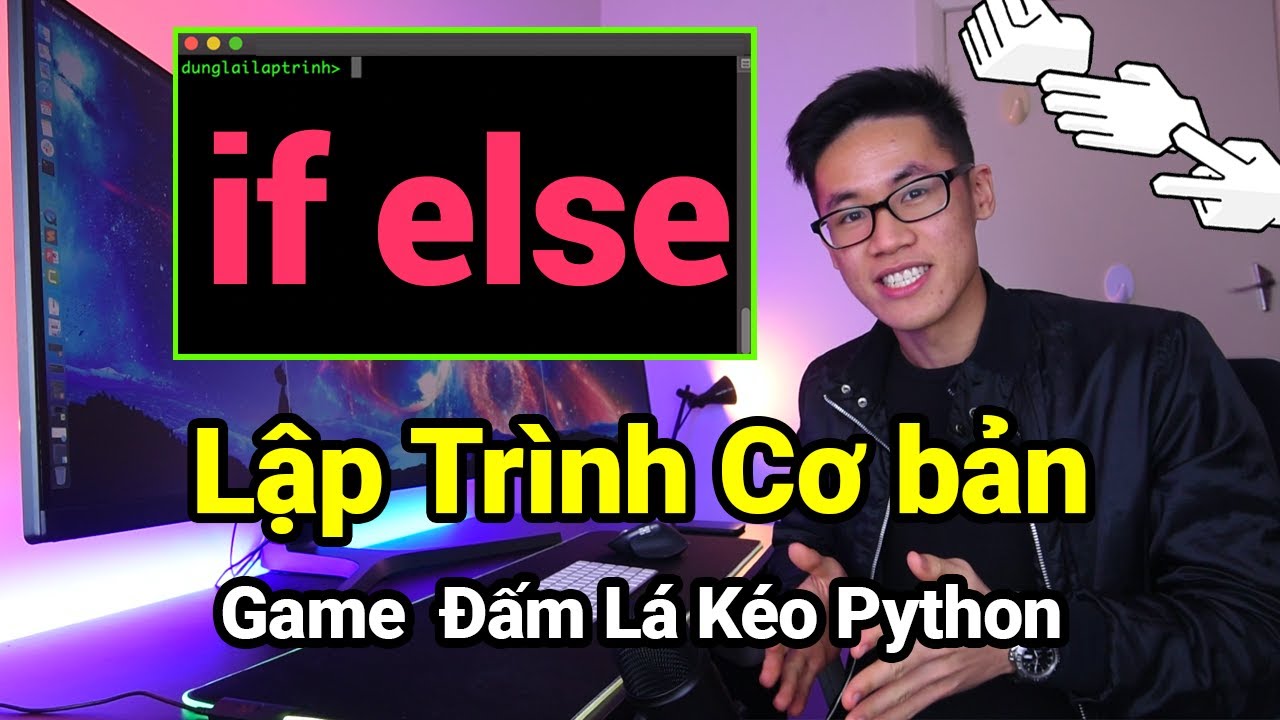 dunglailaptrinh>
if else
Lập Trình Cơ bản
Game Đấm Lá Kéo Python